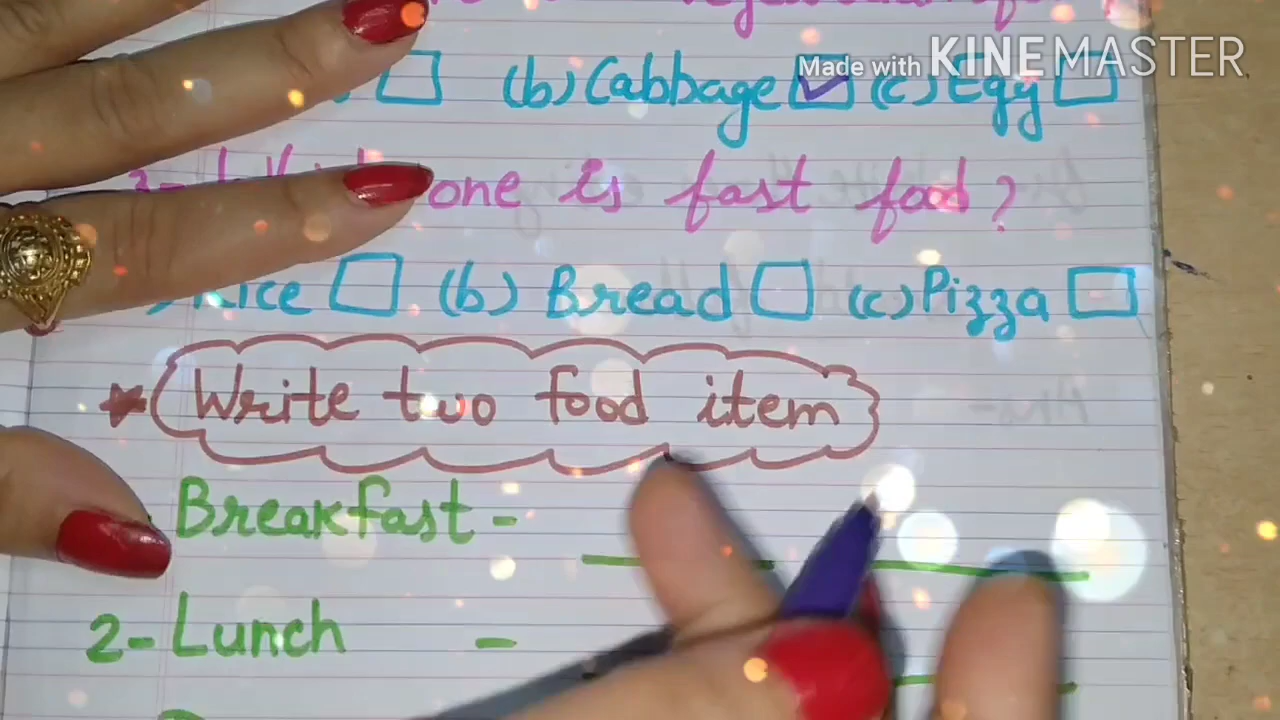 Made with KINEMASTER
(b) Cabbage (c) Egg
3- one is fast food?
Rice (b) Bread (c) Pizza
Write two food item
Breakfast -
2- Lunch -